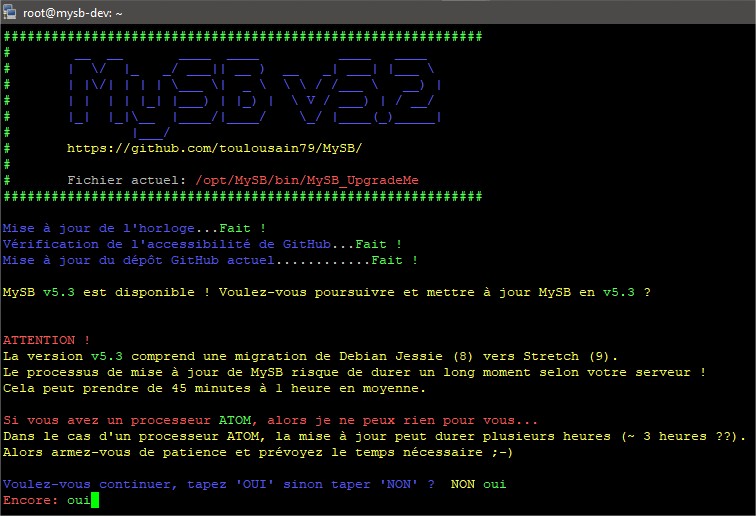 root@mysb-dev: ~
##############################################################
# MySB v5.2
# https://github.com/toulousain79/MySB/
#
# Fichier actuel: /opt/MySB/bin/MySB_UpgradeMe
##############################################################
Mise à jour de l'horloge...Fait !
Vérification de l'accessibilité de GitHub...Fait !
Mise à jour du dépôt GitHub actuel............Fait !
MySB v5.3 est disponible ! Voulez-vous poursuivre et mettre à jour MySB en v5.3 ?
ATTENTION !
La version v5.3 comprend une migration de Debian Jessie (8) vers Stretch (9).
Le processus de mise à jour de MySB risque de durer un long moment selon votre serveur !
Cela peut prendre de 45 minutes à 1 heure en moyenne.
Si vous avez un processeur ATOM, alors je ne peux rien pour vous...
Dans le cas d'un processeur ATOM, la mise à jour peut durer plusieurs heures (~ 3 heures ??).
Alors armez-vous de patience et prévoyez le temps nécessaire ;-)
Voulez-vous continuer, tapez 'OUI' sinon taper 'NON' ?  NON oui
Encore: oui